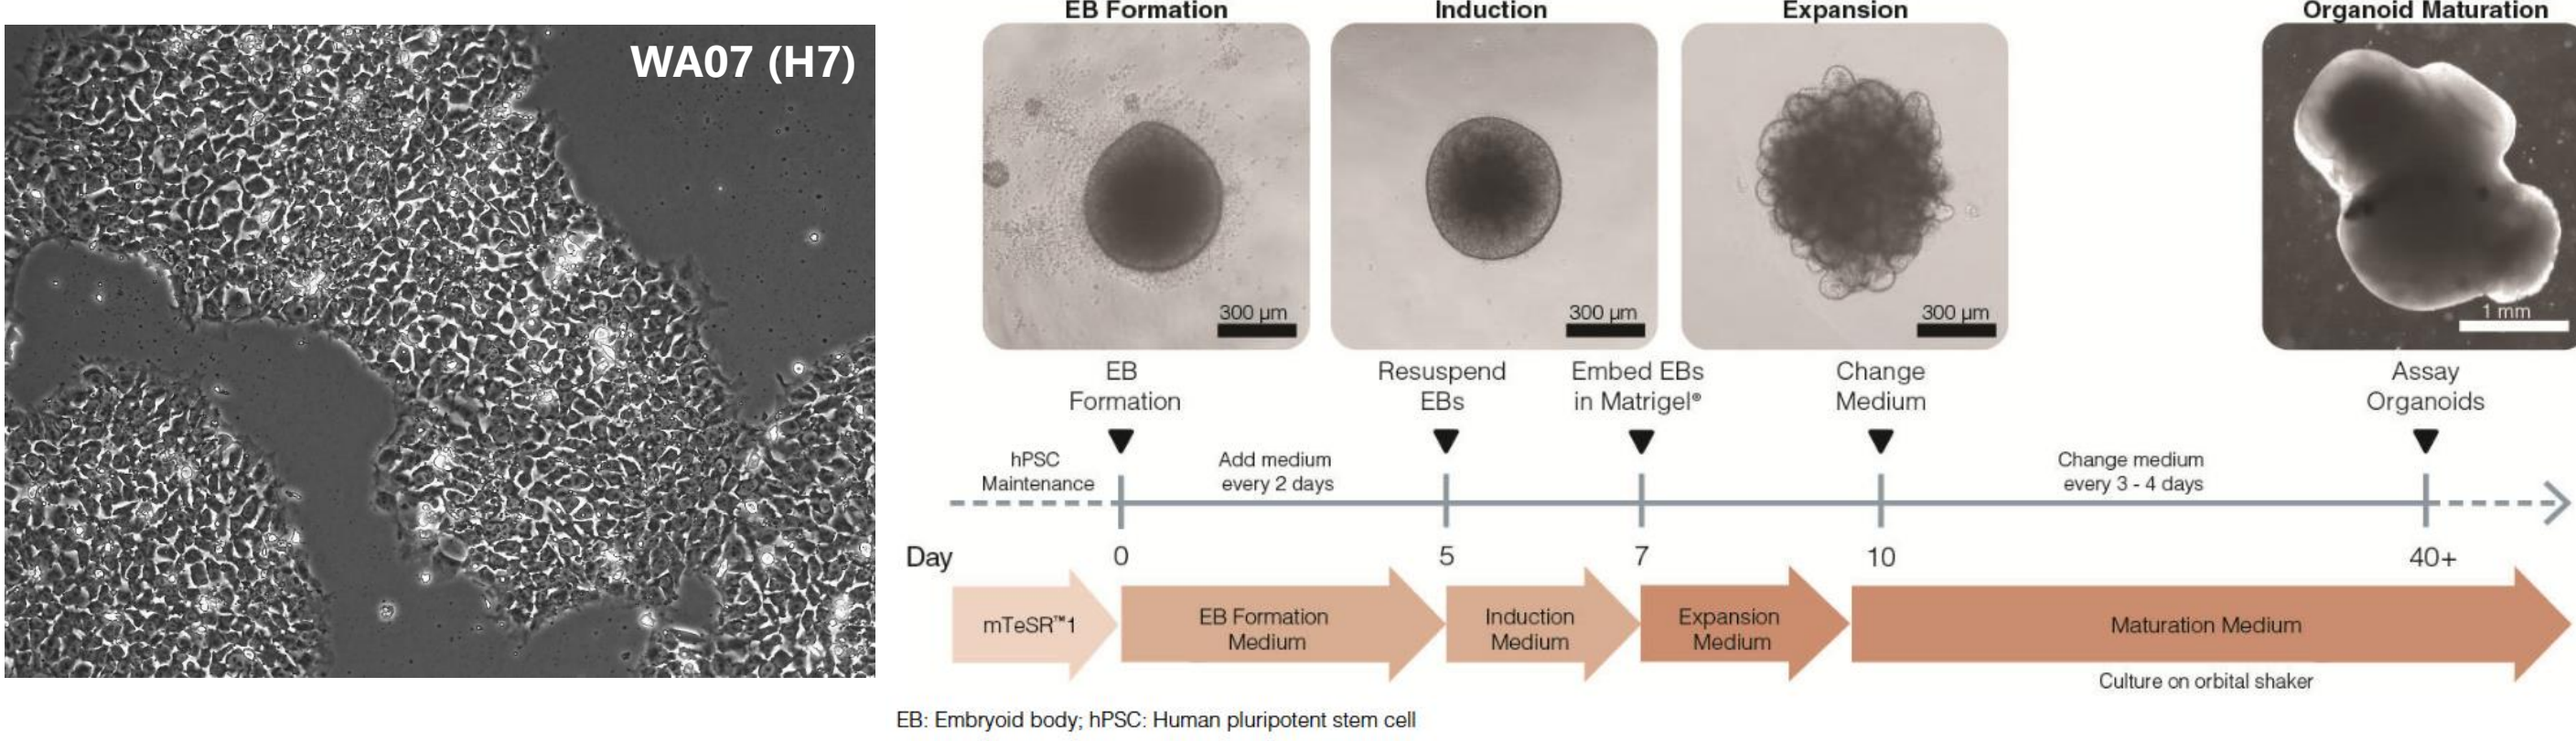 WA07 (H7)
EB Formation
Induction
Expansion
Organoid Maturation
300 µm
300 µm
300 µm
1 mm
EB
Formation
Resuspend
EBs
Embed EBs
in Matrigel®
Change
Medium
Assay
Organoids
hPSC
Maintenance
Add medium
every 2 days
Change medium
every 3 - 4 days
Day
0
5
7
10
40+
mTeSR™1
EB Formation
Medium
Induction
Medium
Expansion
Medium
Maturation Medium
Culture on orbital shaker
EB: Embryoid body; hPSC: Human pluripotent stem cell